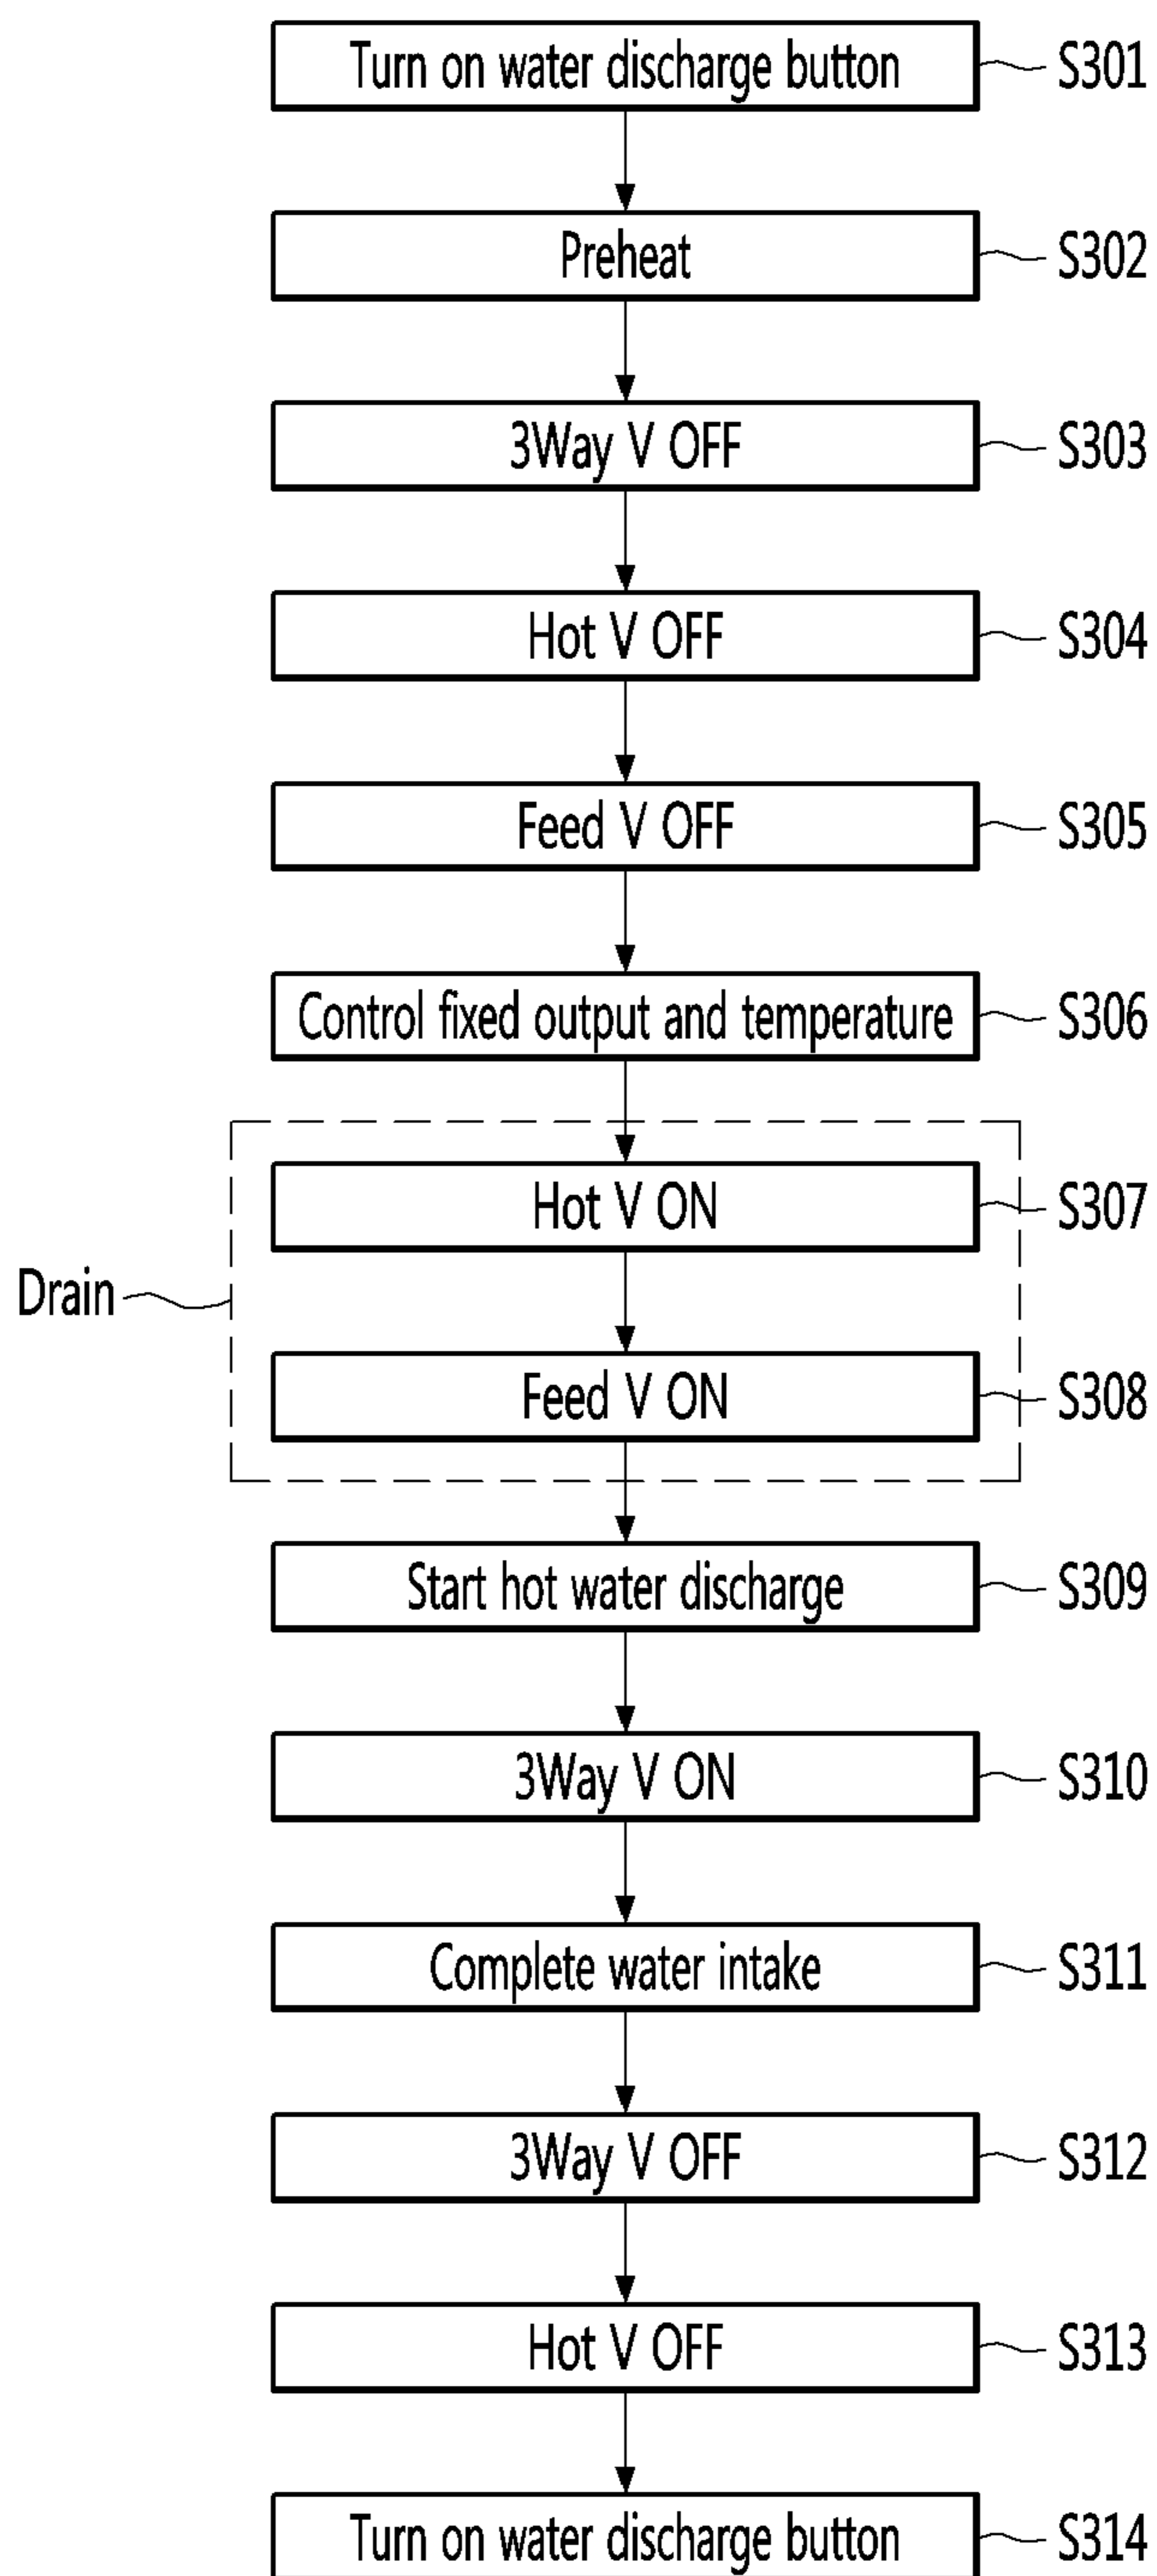 Turn on water discharge button S301
Preheat S302
3Way V OFF S303
Hot V OFF S304
Feed V OFF S305
Control fixed output and temperature S306
Hot V ON S307
Drain
Feed V ON S308
Start hot water discharge S309
3Way V ON S310
Complete water intake S311
3Way V OFF S312
Hot V OFF S313
Turn on water discharge button S314